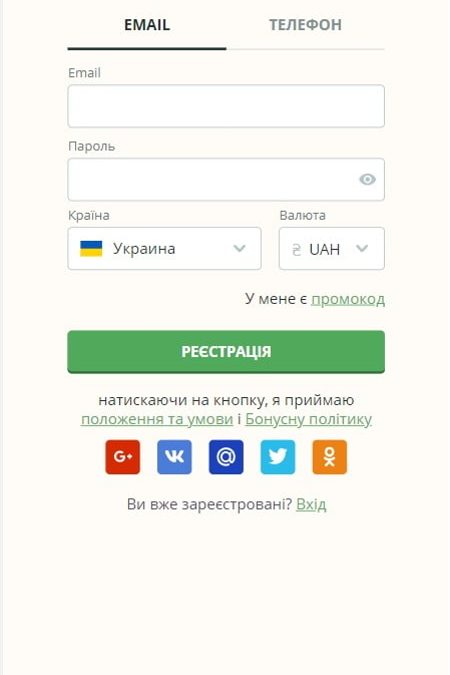 EMAIL ТЕЛЕФОН
Email
Пароль
Країна Валюта
Украина ₴ UAH
У мене є промокод
РЕЄСТРАЦІЯ
натискаючи на кнопку, я приймаю
положення та умови і Бонусну політику
G+ @
Ви вже зареєстровані? Вхід